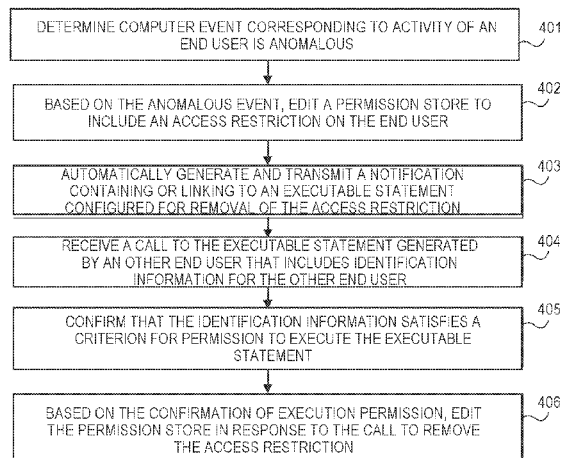 DETERMINE COMPUTER EVENT CORRESPONDING TO ACTIVITY OF AN
END USER IS ANOMALOUS
401
BASED ON THE ANOMALOUS EVENT, EDIT A PERMISSION STORE TO
INCLUDE AN ACCESS RESTRICTION ON THE END USER
402
AUTOMATICALLY GENERATE AND TRANSMIT A NOTIFICATION
CONTAINING OR LINKING TO AN EXECUTABLE STATEMENT
CONFIGURED FOR REMOVAL OF THE ACCESS RESTRICTION
403
RECEIVE A CALL TO THE EXECUTABLE STATEMENT GENERATED
BY AN OTHER END USER THAT INCLUDES IDENTIFICATION
INFORMATION FOR THE OTHER END USER
404
CONFIRM THAT THE IDENTIFICATION INFORMATION SATISFIES A
CRITERION FOR PERMISSION TO EXECUTE THE EXECUTABLE
STATEMENT
405
BASED ON THE CONFIRMATION OF EXECUTION PERMISSION, EDIT
THE PERMISSION STORE IN RESPONSE TO THE CALL TO REMOVE
THE ACCESS RESTRICTION
406